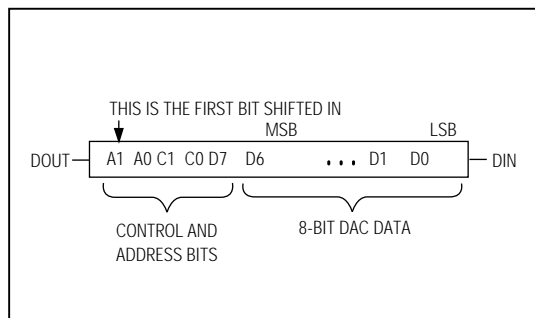 THIS IS THE FIRST BIT SHIFTED IN
MSB LSB
DOUT A1 A0 C1 C0 D7 D6 ... D1 D0 DIN
CONTROL AND
ADDRESS BITS
8-BIT DAC DATA